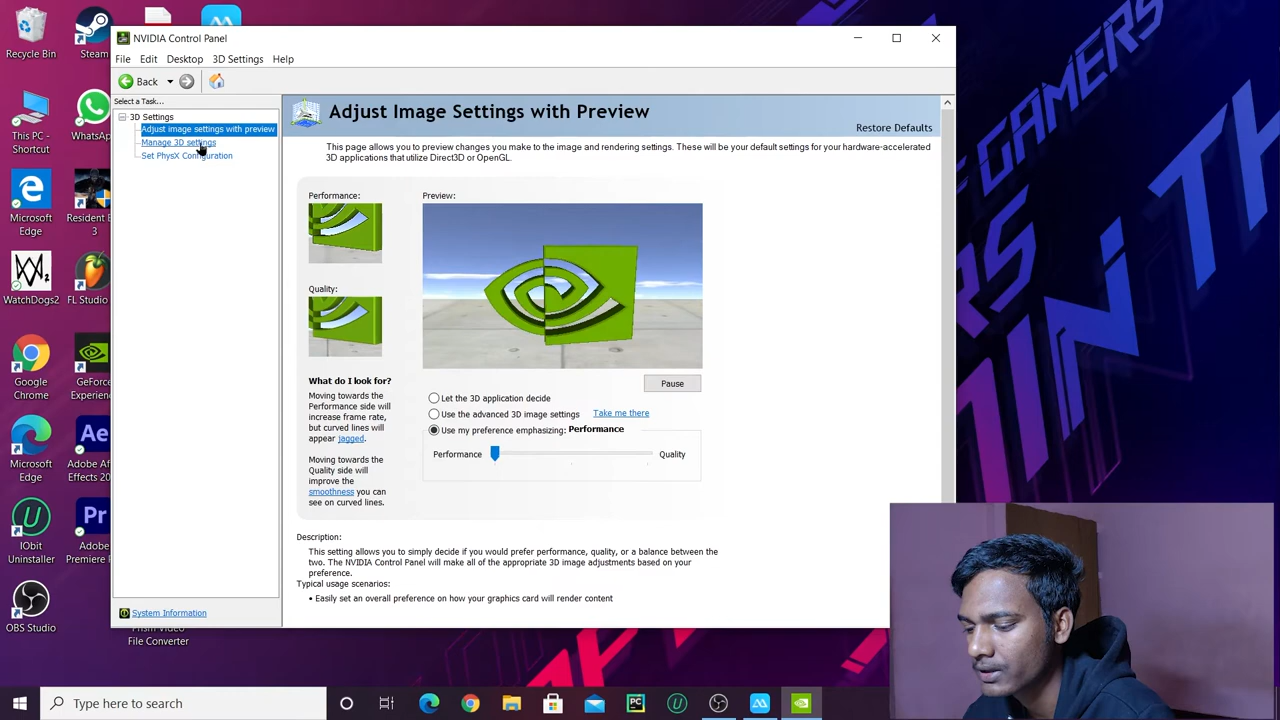 Recycle Bin
Steam
This PC - Shortcut
WhatsApp
Microsoft Edge
Resident E
3
WatchDogs2
FL Studio
Google Chrome
GeForce Experience
Microsoft Edge
Adobe Af
Effects 20
IObit Uninstaller
Adobe
Premiere P
OBS Studio
Prism Video
File Converter
NVIDIA Control Panel
File Edit Desktop 3D Settings Help
Back
Select a Task...
3D Settings
Adjust image settings with preview
Manage 3D settings
Set PhysX Configuration
System Information
Adjust Image Settings with Preview
Restore Defaults
This page allows you to preview changes you make to the image and rendering settings. These will be your default settings for your hardware-accelerated
3D applications that utilize Direct3D or OpenGL.
Performance:
Preview:
Quality:
Pause
What do I look for?
Moving towards the
Performance side will
increase frame rate,
but curved lines will
appear jagged.
Moving towards the
Quality side will
improve the
smoothness you can
see on curved lines.
Let the 3D application decide
Use the advanced 3D image settings Take me there
Use my preference emphasizing: Performance
Performance Quality
Description:
This setting allows you to simply decide if you would prefer performance, quality, or a balance between the
two. The NVIDIA Control Panel will make all of the appropriate 3D image adjustments based on your
preference.
Typical usage scenarios:
• Easily set an overall preference on how your graphics card will render content
GAMERS
Type here to search